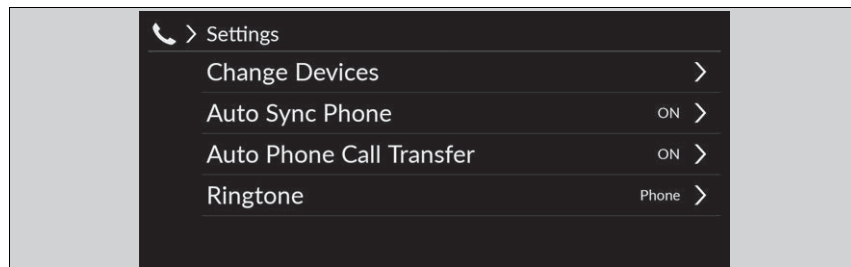 Settings
Change Devices
Auto Sync Phone ON
Auto Phone Call Transfer ON
Ringtone Phone